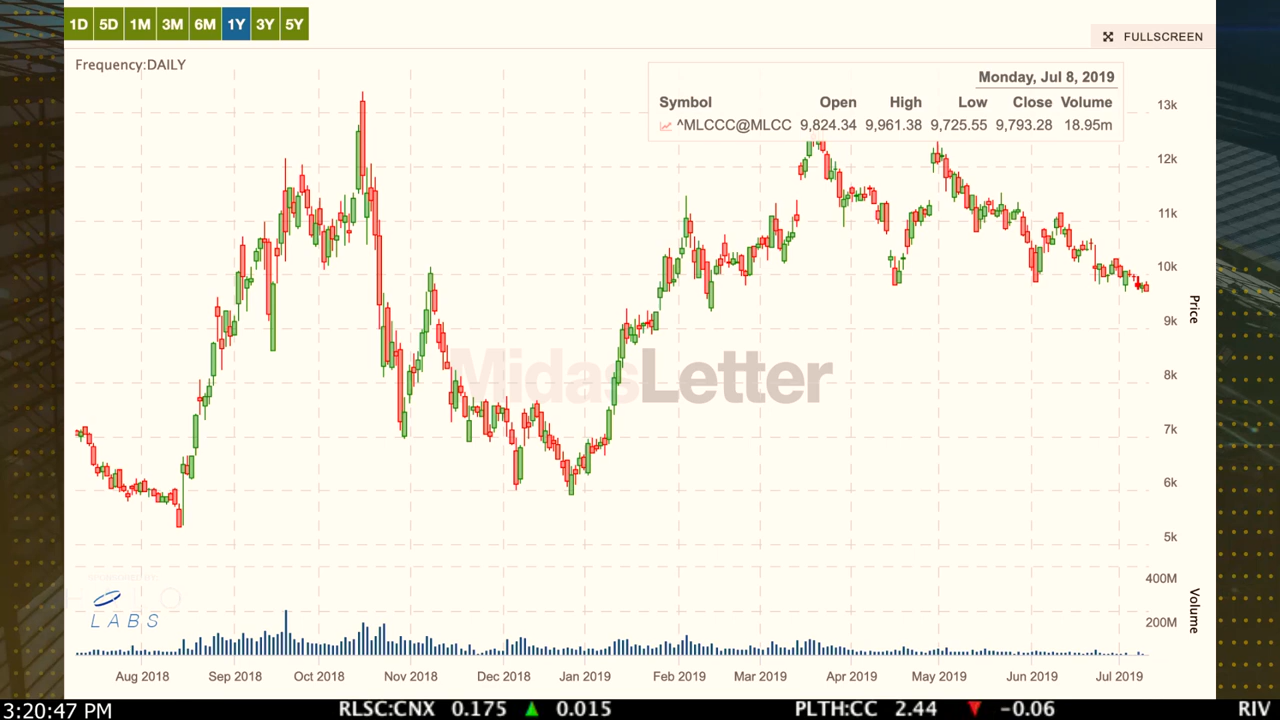 1D 5D 1M 3M 6M 1Y 3Y 5Y
FULLSCREEN
Frequency:DAILY
Monday, Jul 8, 2019
Symbol Open High Low Close Volume
^MLCCC@MLCC 9,824.34 9,961.38 9,725.55 9,793.28 18.95m
13k
12k
11k
10k
9k
8k
7k
6k
5k
Price
MidasLetter
400M
200M
Volume
LABS
Aug 2018 Sep 2018 Oct 2018 Nov 2018 Dec 2018 Jan 2019 Feb 2019 Mar 2019 Apr 2019 May 2019 Jun 2019 Jul 2019
3:20:47 PM RLSC:CNX 0.175 ▲ 0.015 PLTH:CC 2.44 ▼ -0.06 RIV